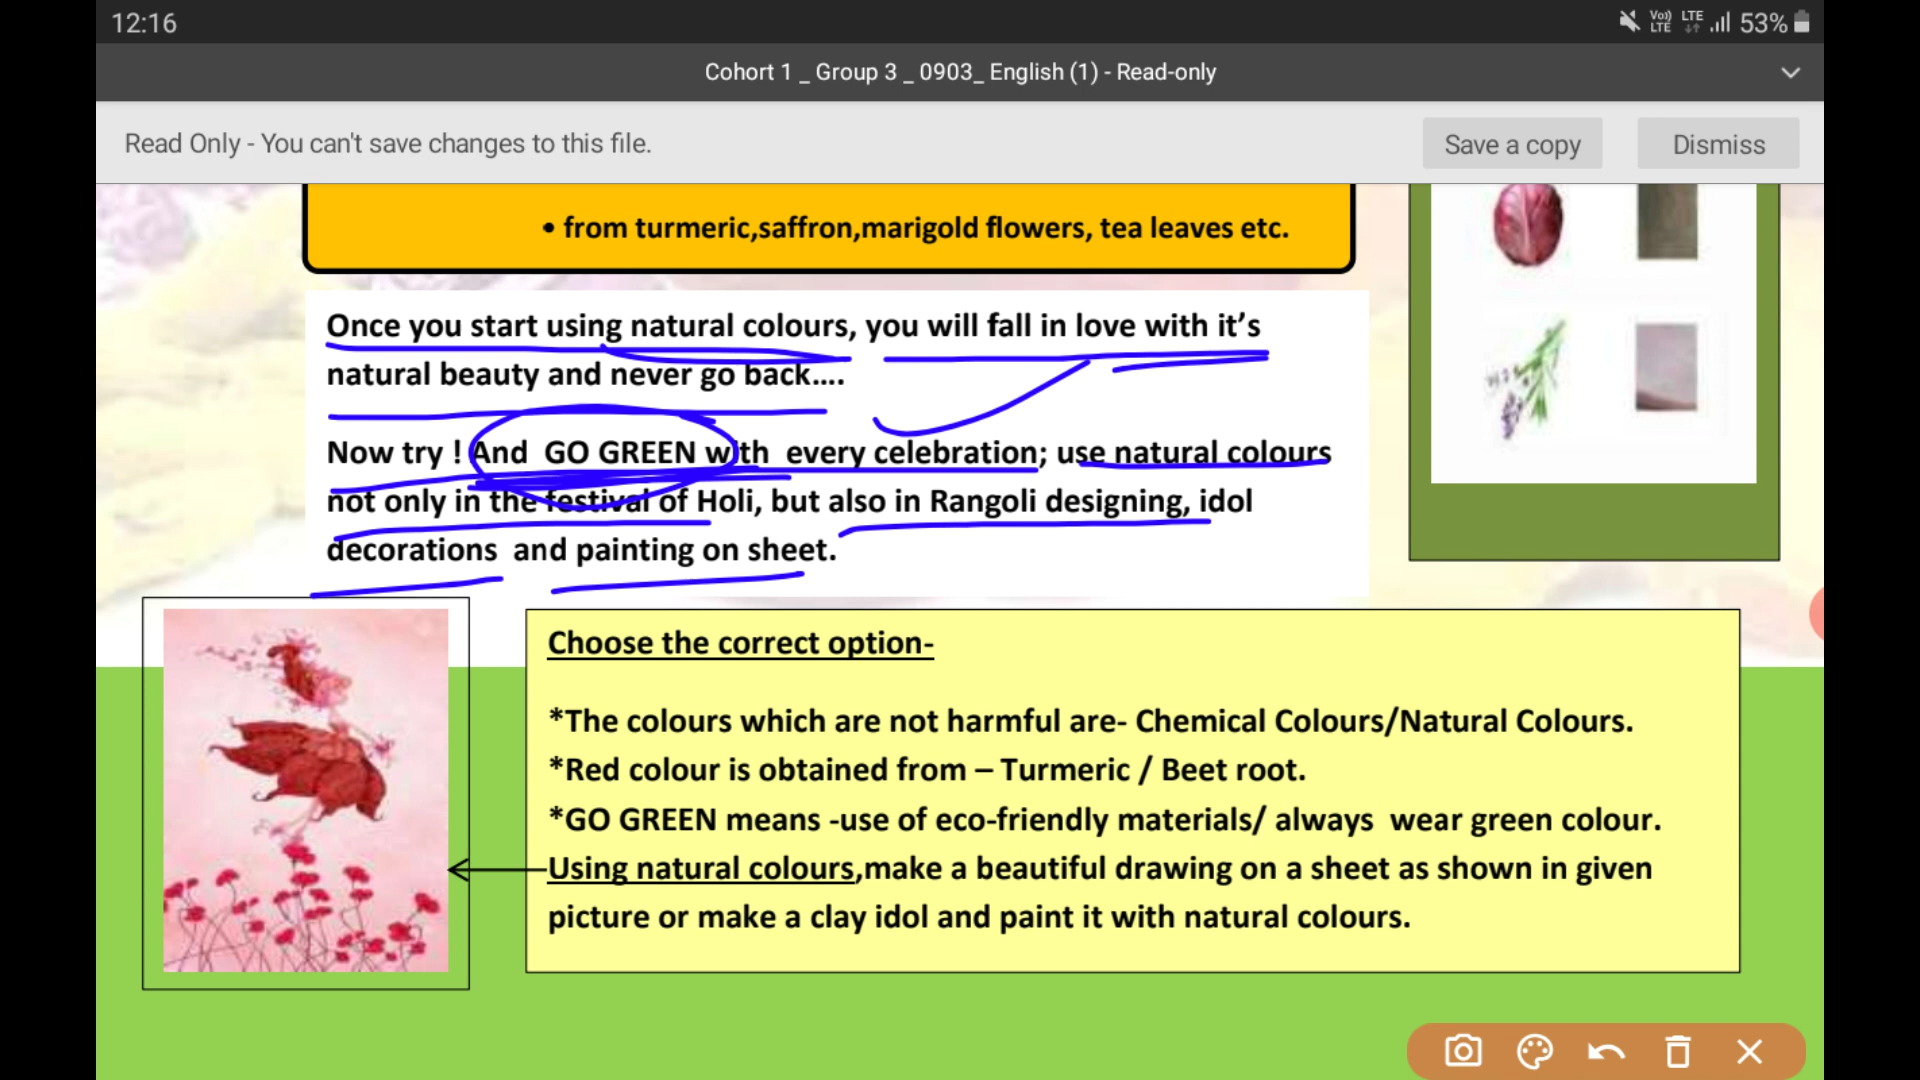 12:16
Vo)) LTE LTE 53%
Cohort 1 _ Group 3 _ 0903_ English (1) - Read-only
Read Only - You can't save changes to this file.
Save a copy
Dismiss
• from turmeric,saffron,marigold flowers, tea leaves etc.
Once you start using natural colours, you will fall in love with it’s
natural beauty and never go back....
Now try ! And GO GREEN with every celebration; use natural colours
not only in the festival of Holi, but also in Rangoli designing, idol
decorations and painting on sheet.
Choose the correct option-
*The colours which are not harmful are- Chemical Colours/Natural Colours.
*Red colour is obtained from – Turmeric / Beet root.
*GO GREEN means -use of eco-friendly materials/ always wear green colour.
Using natural colours,make a beautiful drawing on a sheet as shown in given
picture or make a clay idol and paint it with natural colours.